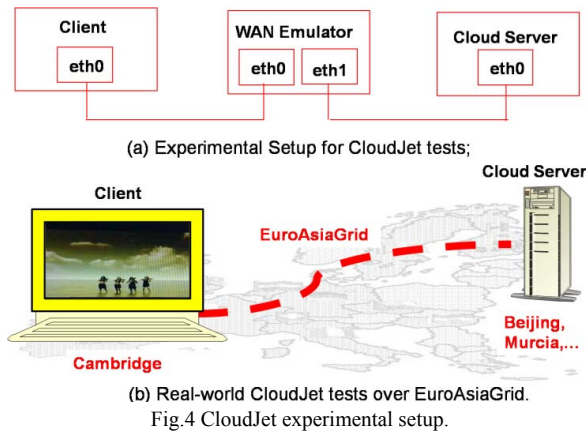 Client
WAN Emulator
Cloud Server
eth0
eth0
eth1
eth0
(a) Experimental Setup for CloudJet tests;
Client
Cloud Server
EuroAsiaGrid
Beijing,
Murcia,...
Cambridge
(b) Real-world CloudJet tests over EuroAsiaGrid.
Fig.4 CloudJet experimental setup.